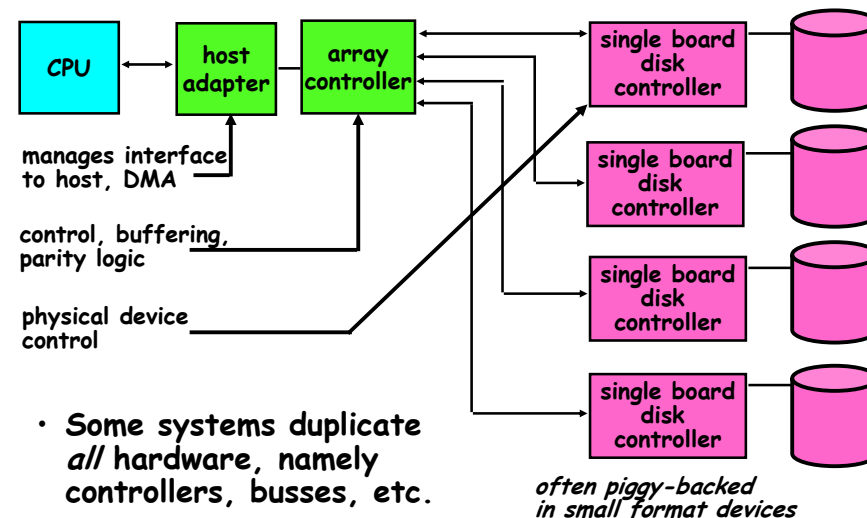 CPU
host
adapter
array
controller
single board
disk
controller
manages interface
to host, DMA
single board
disk
controller
control, buffering,
parity logic
single board
disk
controller
physical device
control
single board
disk
controller
• Some systems duplicate
all hardware, namely
controllers, busses, etc.
often piggy-backed
in small format devices